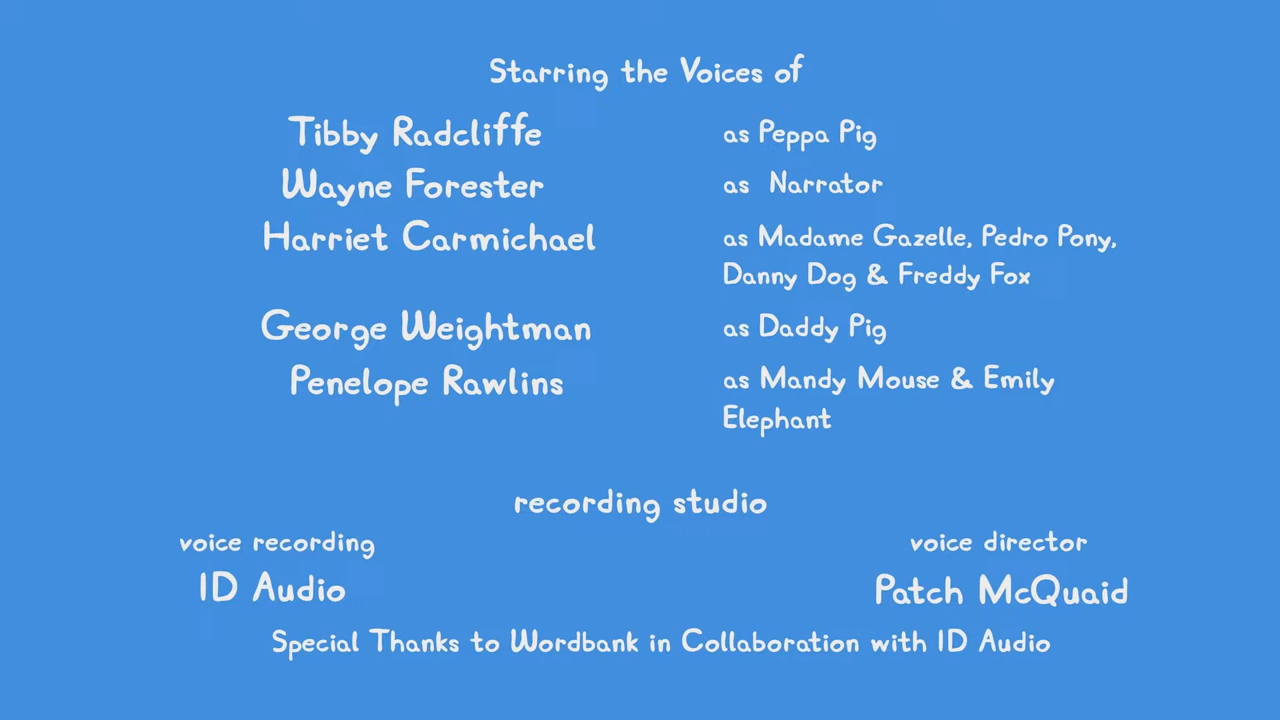 Starring the Voices of
Tibby Radcliffe as Peppa Pig
Wayne Forester as Narrator
Harriet Carmichael as Madame Gazelle, Pedro Pony,
Danny Dog & Freddy Fox
George Weightman as Daddy Pig
Penelope Rawlins as Mandy Mouse & Emily
Elephant
recording studio
voice recording voice director
ID Audio Patch McQuaid
Special Thanks to Wordbank in Collaboration with ID Audio